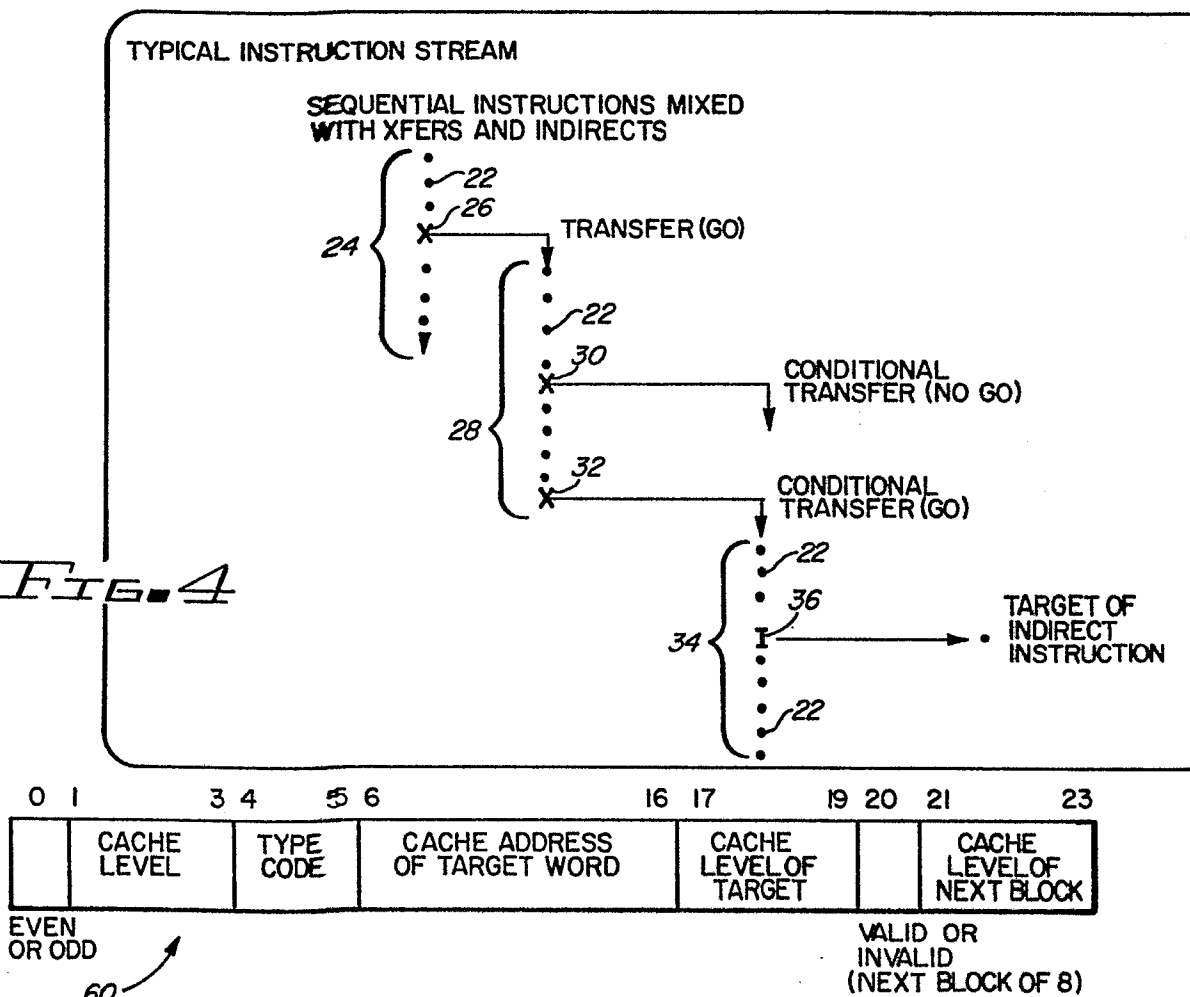 TYPICAL INSTRUCTION STREAM
SEQUENTIAL INSTRUCTIONS MIXED
WITH XFERS AND INDIRECTS
22
26
24
TRANSFER (GO)
22
30
CONDITIONAL
TRANSFER (NO GO)
28
32
CONDITIONAL
TRANSFER (GO)
22
FIG. 4
36
34
TARGET OF
INDIRECT
INSTRUCTION
22
0 1 3 4 5 6 16 17 19 20 21 23
CACHE
LEVEL
TYPE
CODE
CACHE ADDRESS
OF TARGET WORD
CACHE
LEVEL OF
TARGET
CACHE
LEVEL OF
NEXT BLOCK
EVEN
OR ODD
VALID OR
INVALID
(NEXT BLOCK OF 8)
60